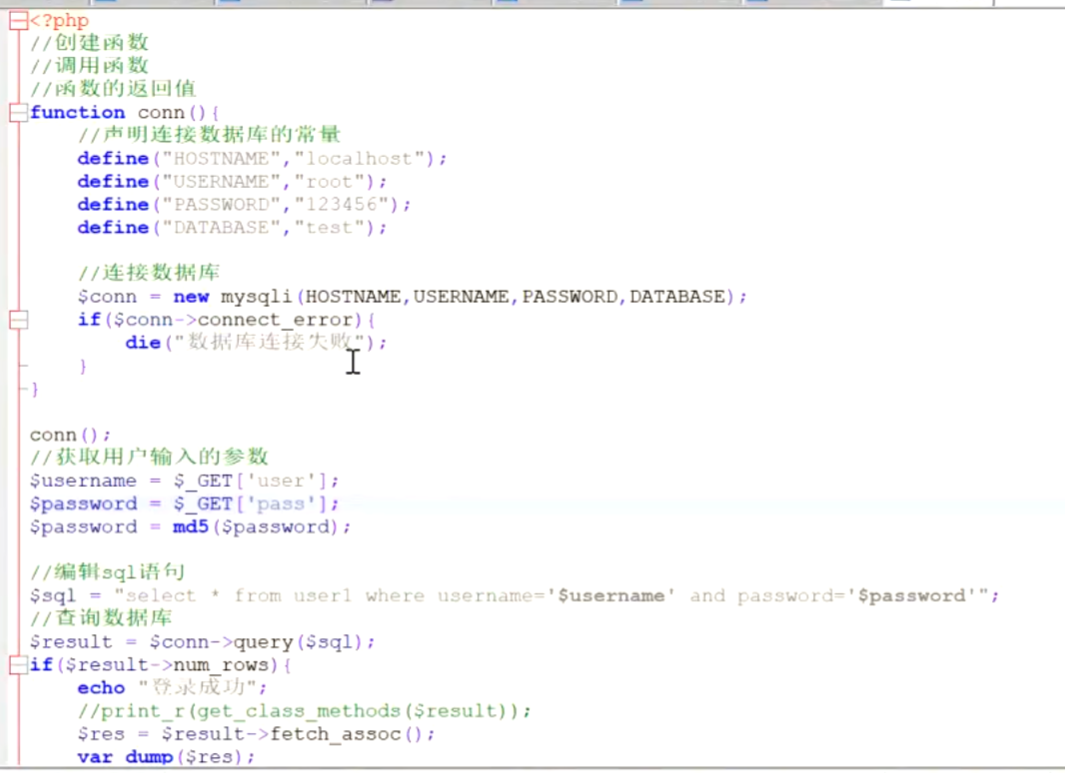 <?php
//创建函数
//调用函数
//函数的返回值
function conn(){
//声明连接数据库的常量
define("HOSTNAME","localhost");
define("USERNAME","root");
define("PASSWORD","123456");
define("DATABASE","test");
//连接数据库
$conn = new mysqli(HOSTNAME,USERNAME,PASSWORD,DATABASE);
if($conn->connect_error){
die("数据库连接失败");
}
}
conn();
//获取用户输入的参数
$username = $_GET['user'];
$password = $_GET['pass'];
$password = md5($password);
//编辑sql语句
$sql = "select * from user1 where username='$username' and password='$password'";
//查询数据库
$result = $conn->query($sql);
if($result->num_rows){
echo "登录成功";
//print_r(get_class_methods($result));
$res = $result->fetch_assoc();
var_dump($res);